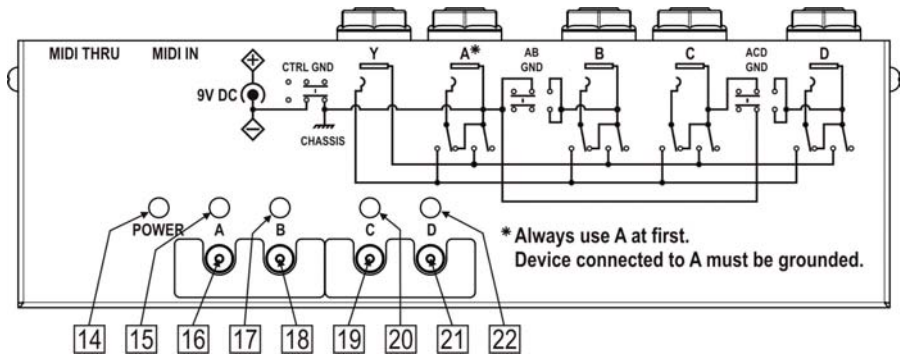 MIDI THRU MIDI IN
Y A* AB GND B C ACD GND D
CTRL GND
9V DC
CHASSIS
POWER A B C D
* Always use A at first.
Device connected to A must be grounded.
14 15 16 17 18 19 20 21 22